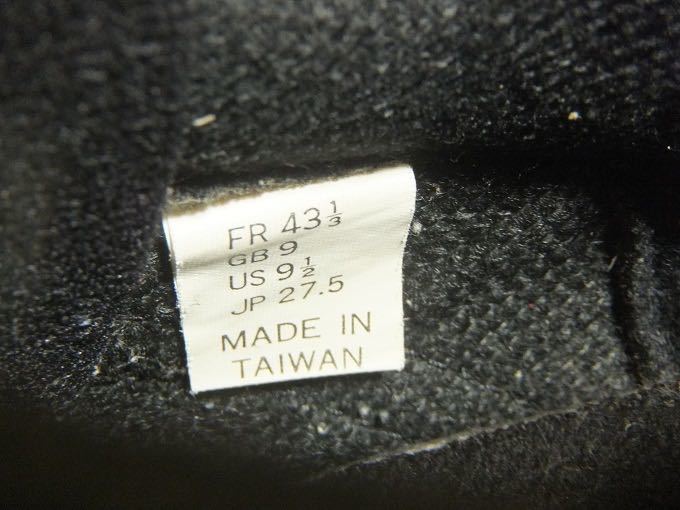 FR 43⅓
GB 9
US 9½
JP 27.5
MADE IN
TAIWAN